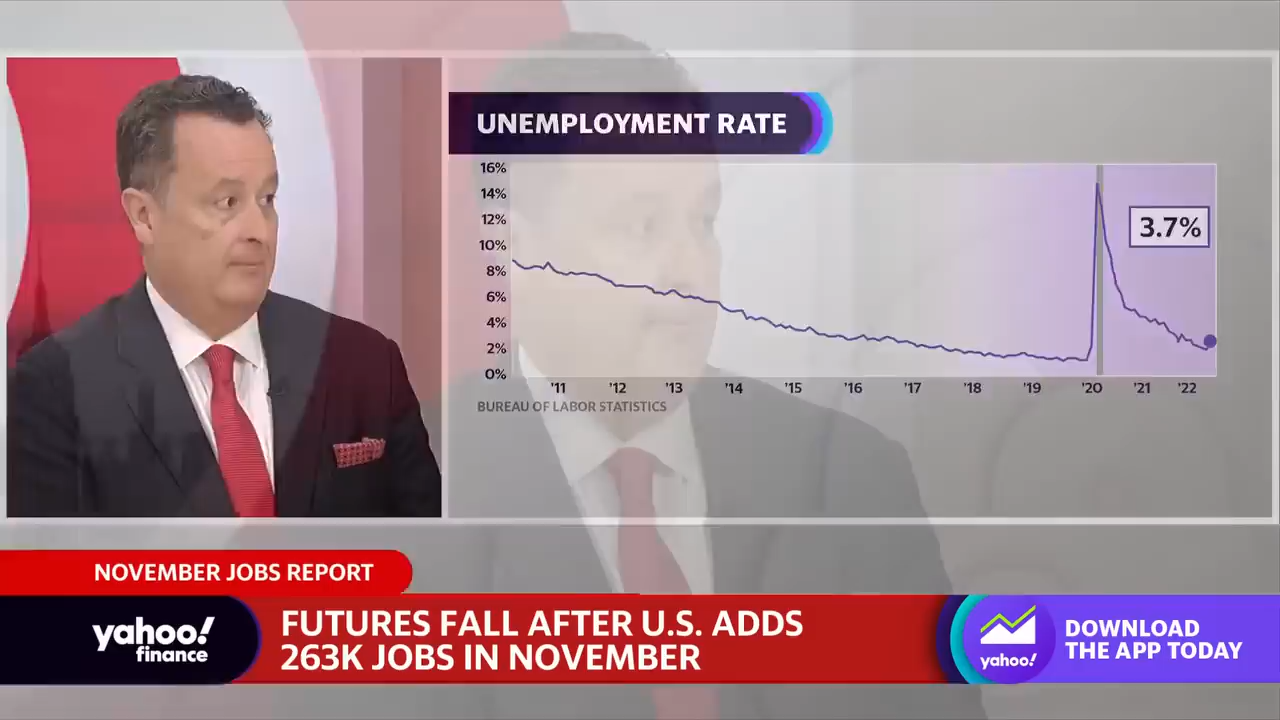 UNEMPLOYMENT RATE
16%
14%
12%
10%
8%
6%
4%
2%
0%
3.7%
'11 '12 '13 '14 '15 '16 '17 '18 '19 '20 '21 '22
BUREAU OF LABOR STATISTICS
NOVEMBER JOBS REPORT
yahoo!
finance
FUTURES FALL AFTER U.S. ADDS
263K JOBS IN NOVEMBER
yahoo!
DOWNLOAD
THE APP TODAY